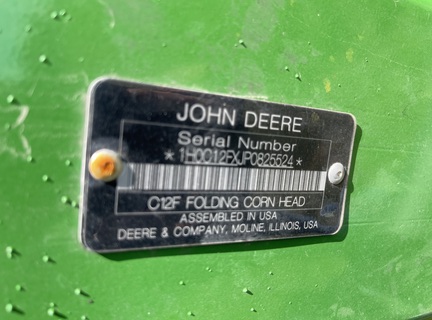 JOHN DEERE
Serial Number
*1H0C12FXJP0825524*
C12F FOLDING CORN HEAD
ASSEMBLED IN USA
DEERE & COMPANY, MOLINE, ILLINOIS, USA